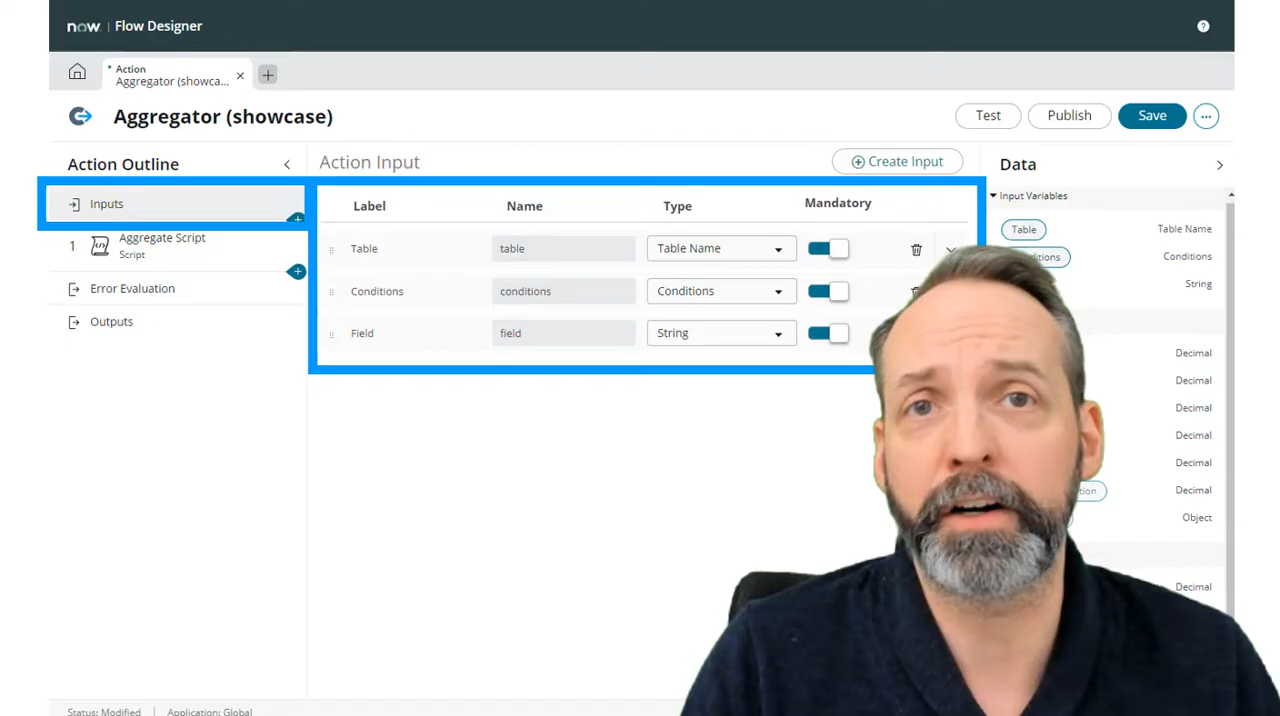 now. Flow Designer
Action
Aggregator (showca...
Aggregator (showcase)
Test
Publish
Save
Action Outline
Inputs
1
Aggregate Script
Script
Error Evaluation
Outputs
Action Input
Create Input
Label Name Type Mandatory
Table table Table Name
Conditions conditions Conditions
Field field String
Data
Input Variables
Table Table Name
itions Conditions
String
Decimal
Decimal
Decimal
Decimal
Decimal
tion Decimal
Object
Decimal
Status: Modified | Application: Global